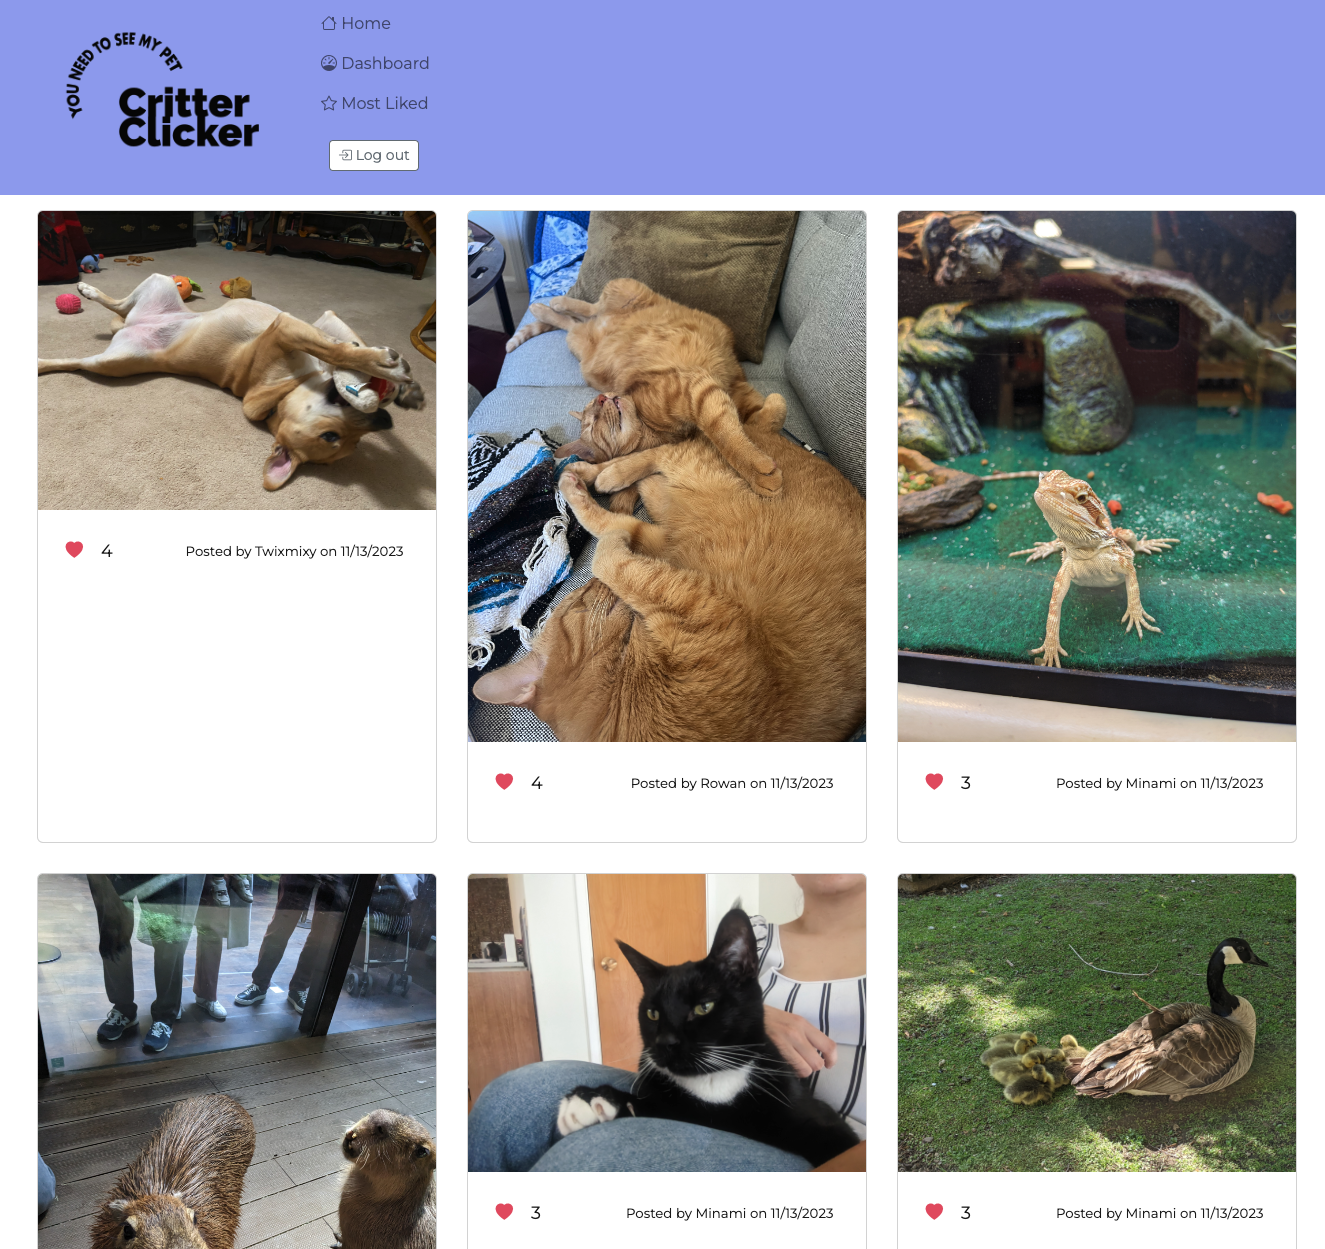 YOU NEED TO SEE MY PET
Critter
Clicker
Home
Dashboard
Most Liked
Log out
4
Posted by Twixmixy on 11/13/2023
4
Posted by Rowan on 11/13/2023
3
Posted by Minami on 11/13/2023
3
Posted by Minami on 11/13/2023
3
Posted by Minami on 11/13/2023